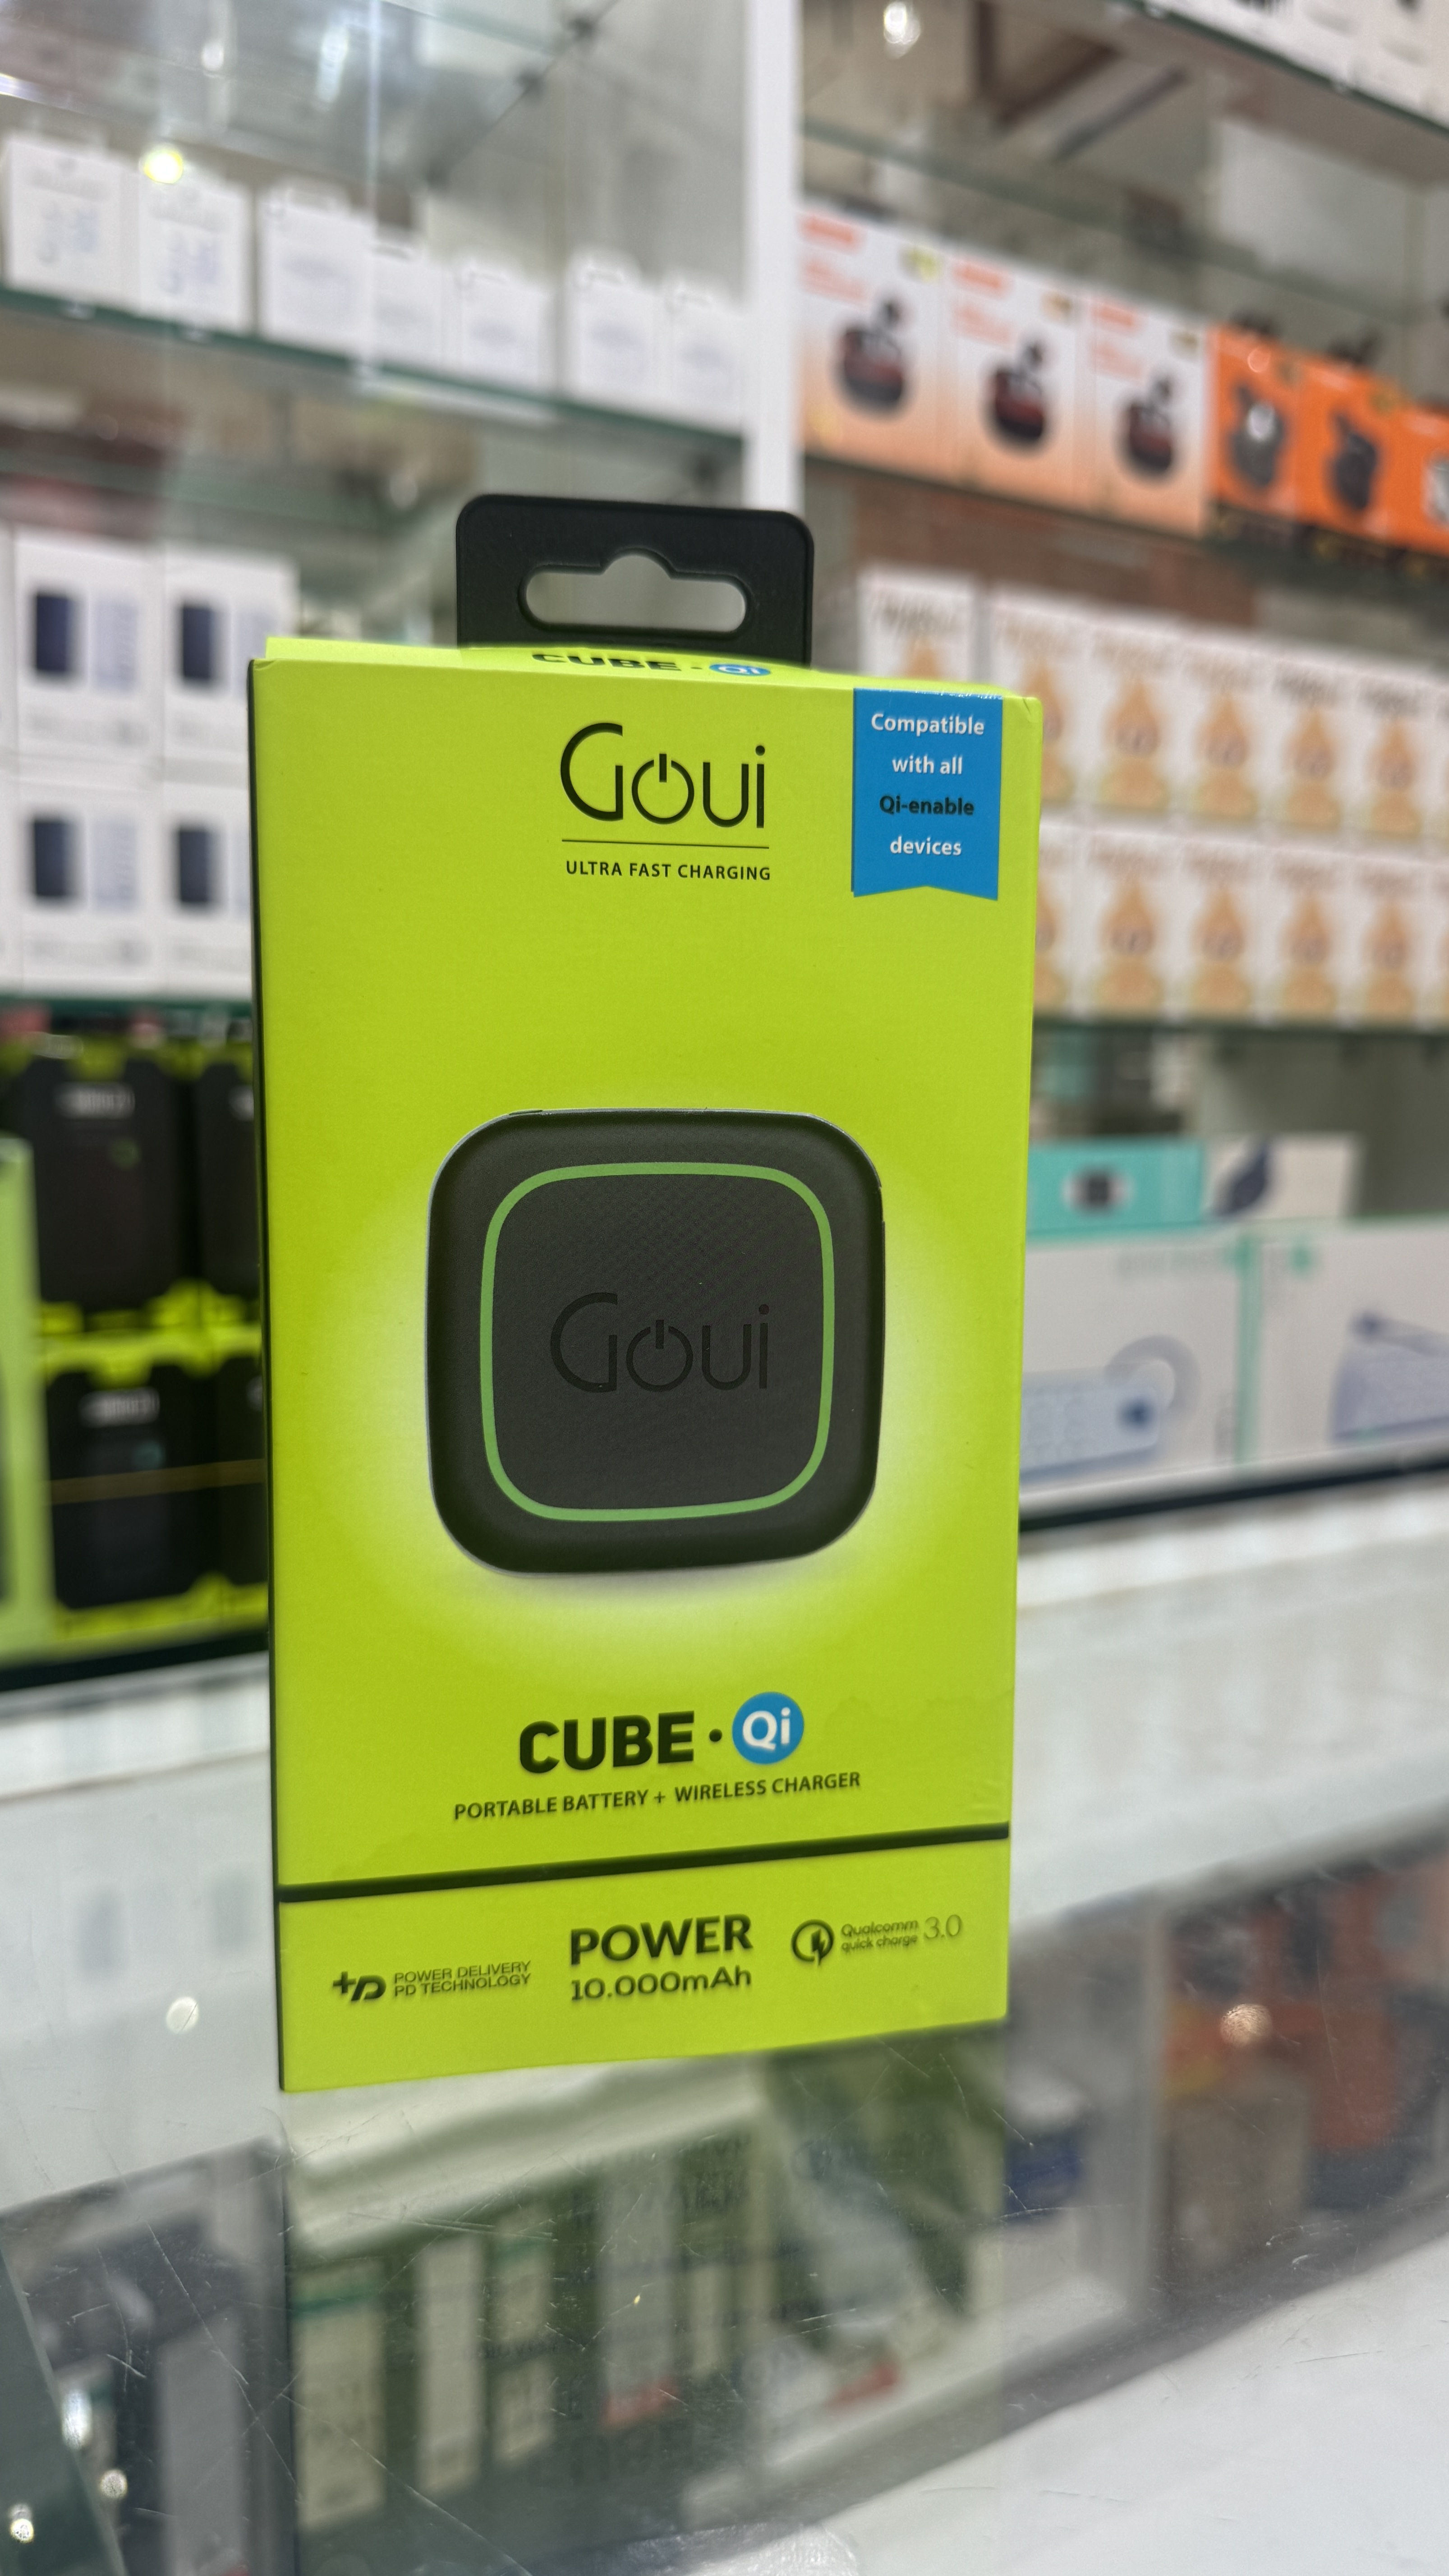 CUBE · Qi
Goui
ULTRA FAST CHARGING
Compatible
with all
Qi-enable
devices
Goui
CUBE · Qi
PORTABLE BATTERY + WIRELESS CHARGER
POWER DELIVERY
PD TECHNOLOGY
POWER
10.000mAh
Qualcomm
quick charge 3.0